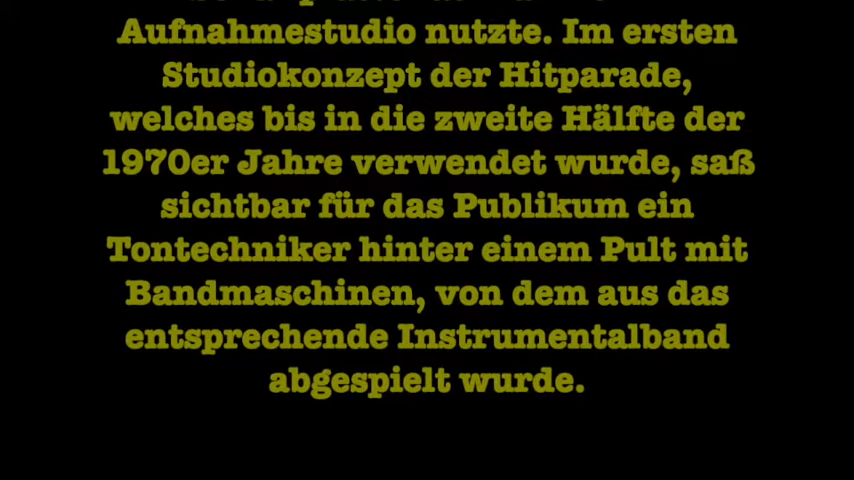 Aufnahmestudio nutzte. Im ersten
Studiokonzept der Hitparade,
welches bis in die zweite Hälfte der
1970er Jahre verwendet wurde, saß
sichtbar für das Publikum ein
Tontechniker hinter einem Pult mit
Bandmaschinen, von dem aus das
entsprechende Instrumentalband
abgespielt wurde.